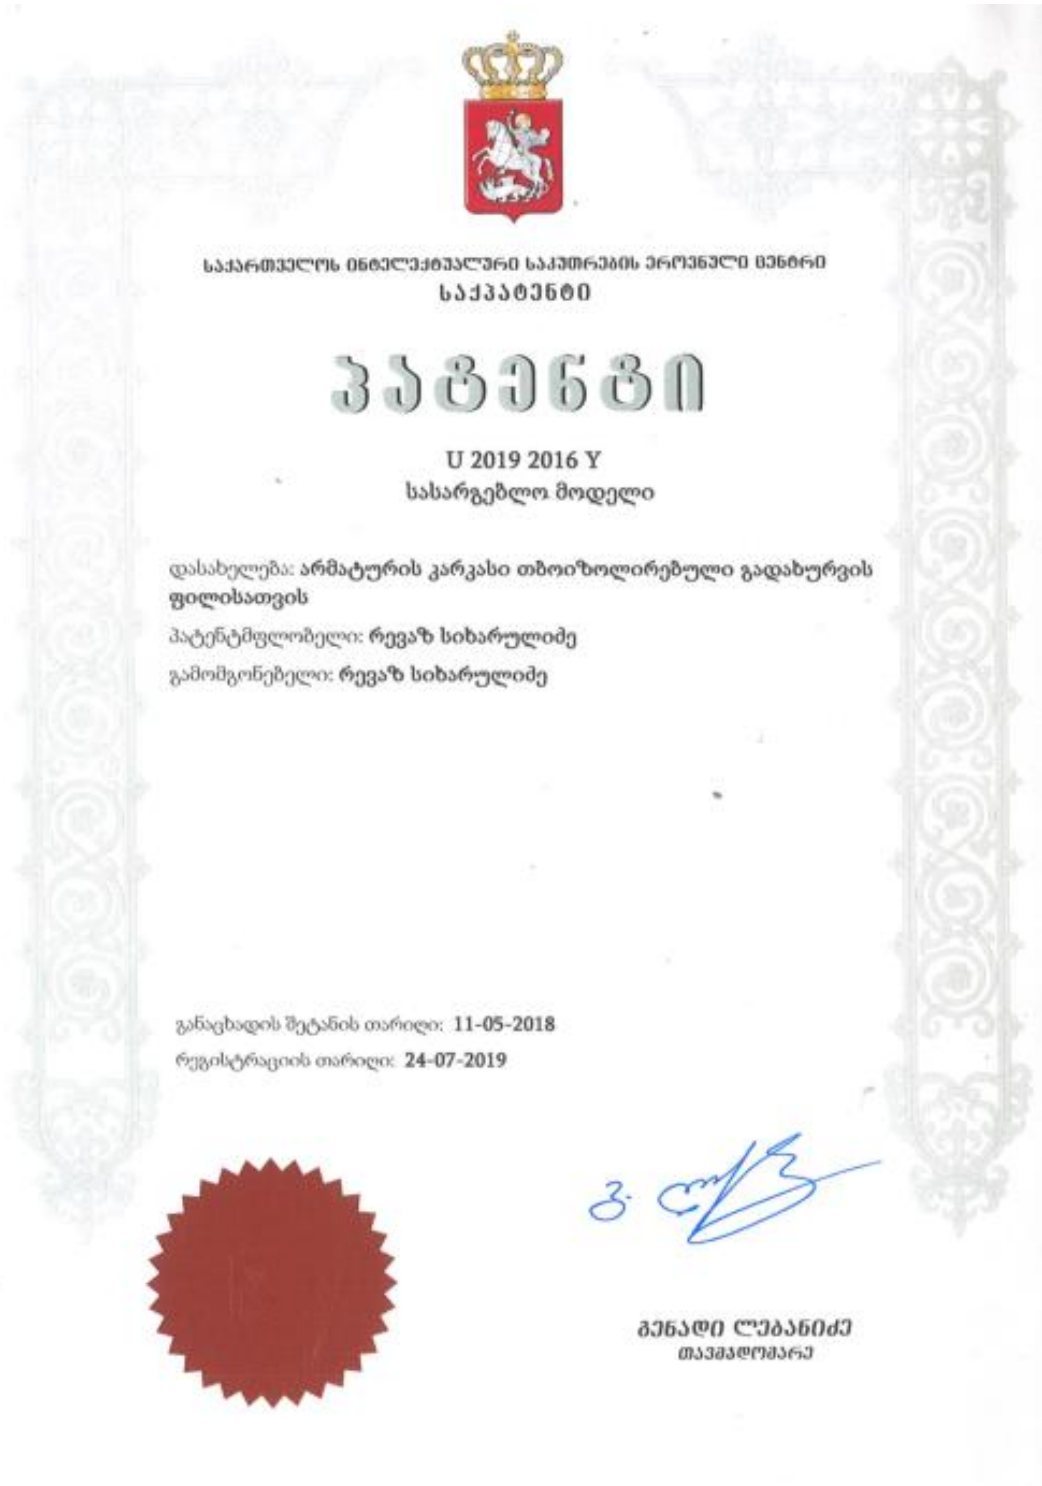 საქართველოს ინტელექტუალური საკუთრების ეროვნული ცენტრი
საქპატენტი
პატენტი
U 2019 2016 Y
სასარგებლო მოდელი
დასახელება: არმატურის კარკასი თბოიზოლირებული გადახურვის
ფილისათვის
პატენტმფლობელი: რევაზ სიხარულიძე
გამომგონებელი: რევაზ სიხარულიძე
განაცხადის შეტანის თარიღი: 11-05-2018
რეგისტრაციის თარიღი: 24-07-2019
გენადი ლებანიძე
თავმჯდომარე